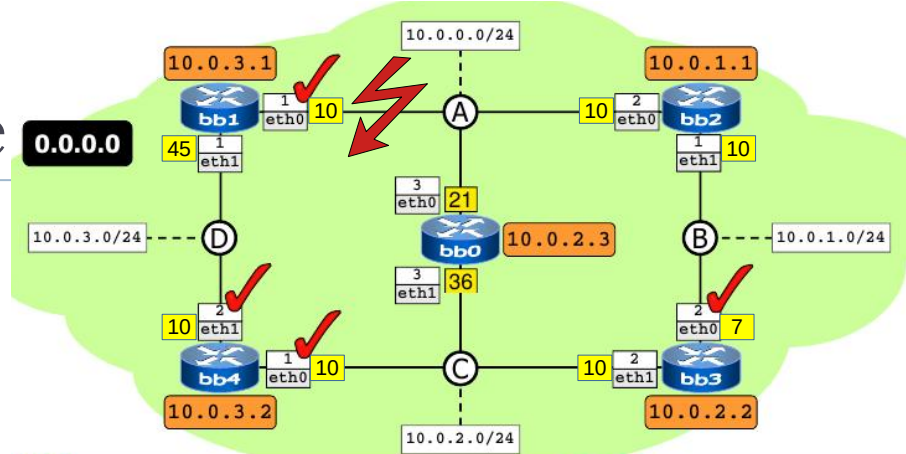 10.0.0.0/24
10.0.3.1
10.0.1.1
1
eth0
10
A
10
2
eth0
bb1
bb2
e
0.0.0.0
45
1
eth1
1
eth1
10
3
eth0
21
10.0.3.0/24
D
bb0
10.0.2.3
B
10.0.1.0/24
3
eth1
36
10
2
eth1
2
eth0
7
bb4
1
eth0
10
C
10
2
eth1
bb3
10.0.3.2
10.0.2.2
10.0.2.0/24